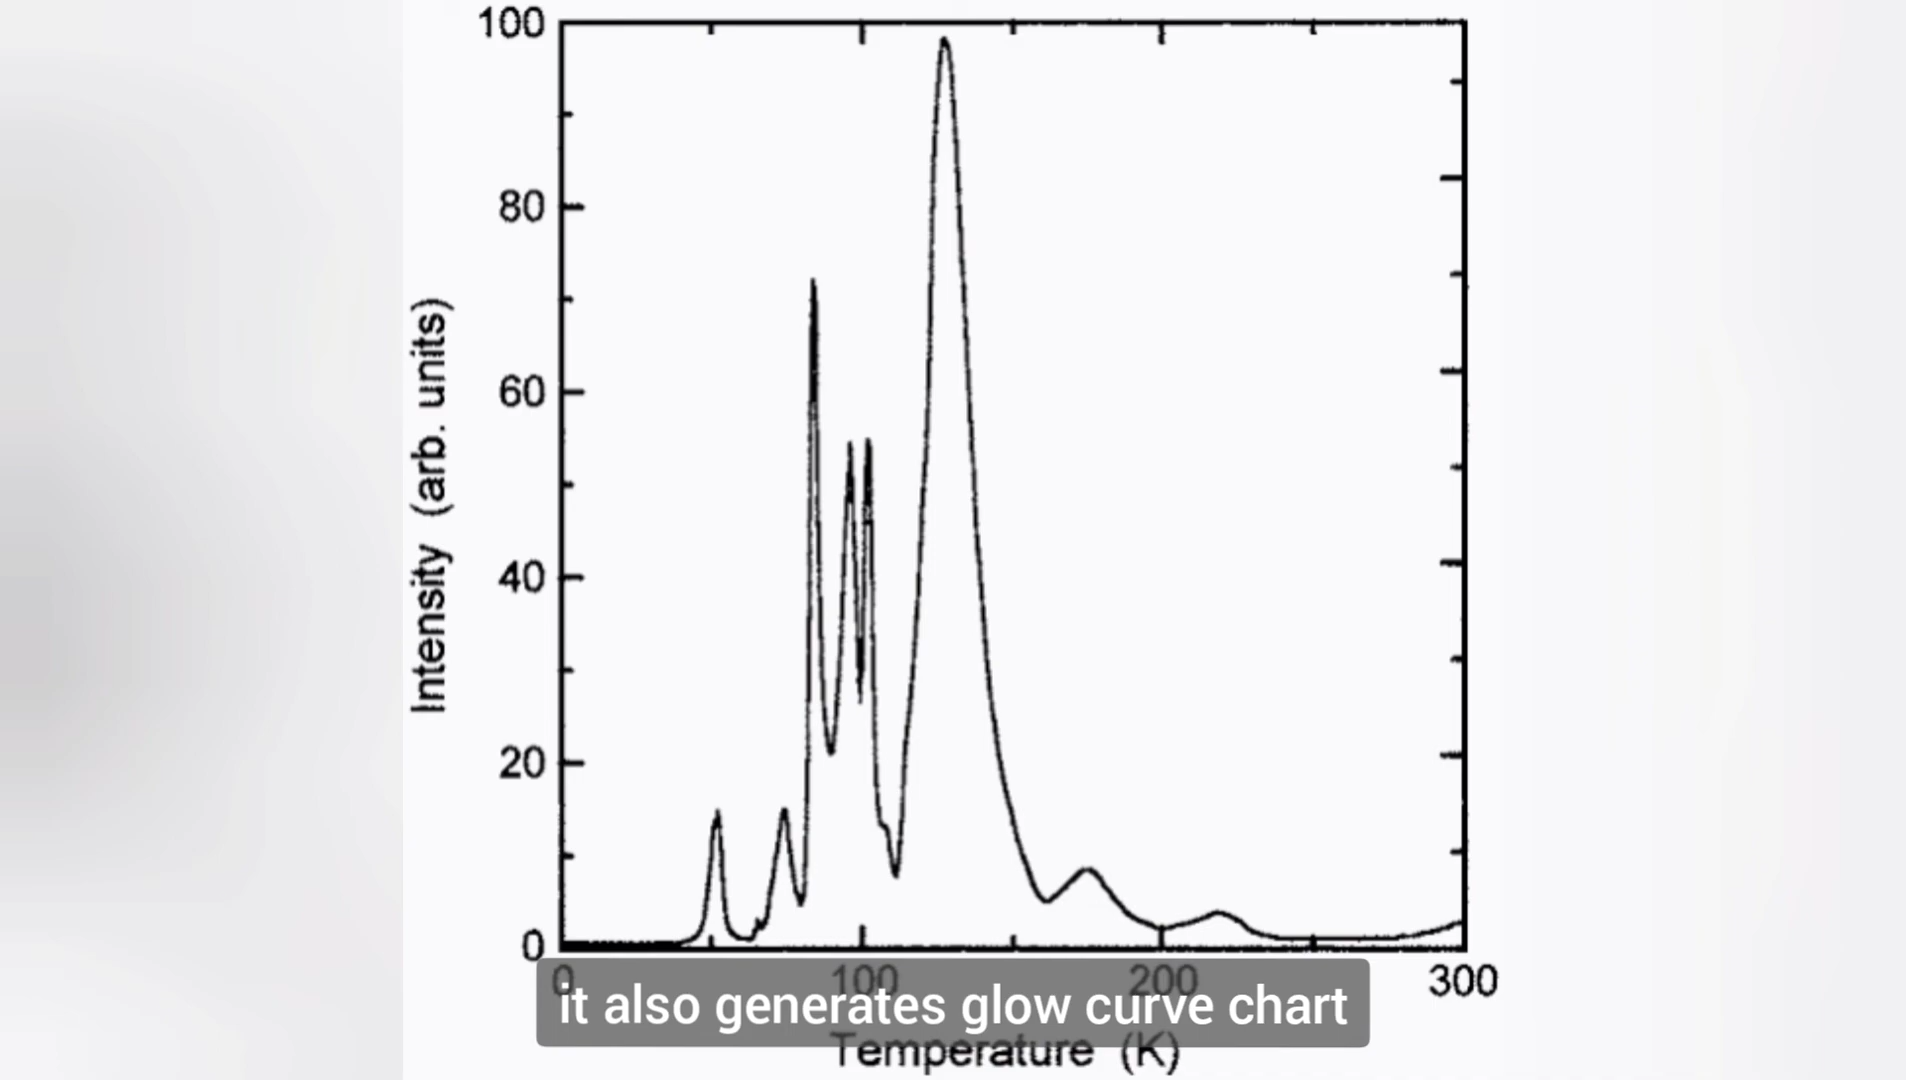 100
80
60
40
20
0
Intensity (arb. units)
0 100 200 300
it also generates glow curve chart
Temperature (K)